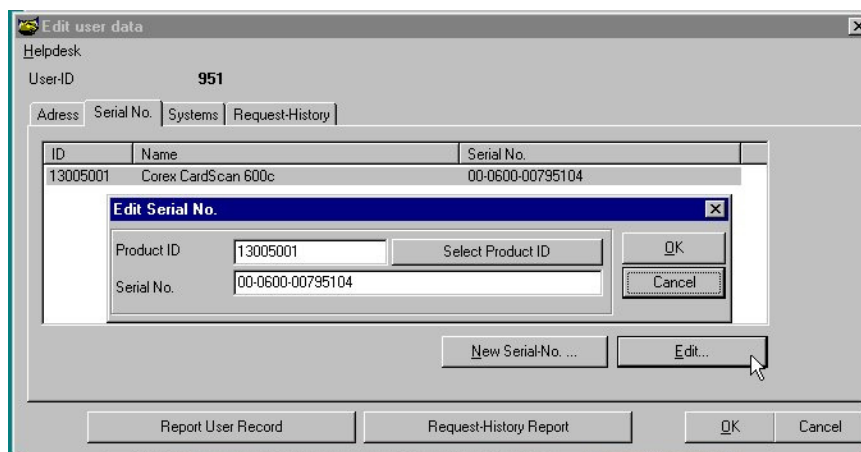 Edit user data
Helpdesk
User-ID 951
Adress Serial No. Systems Request-History
ID Name Serial No.
13005001 Corex CardScan 600c 00-0600-00795104
Edit Serial No.
Product ID 13005001 Select Product ID OK
Serial No. 00-0600-00795104 Cancel
New Serial-No. ... Edit...
Report User Record Request-History Report OK Cancel